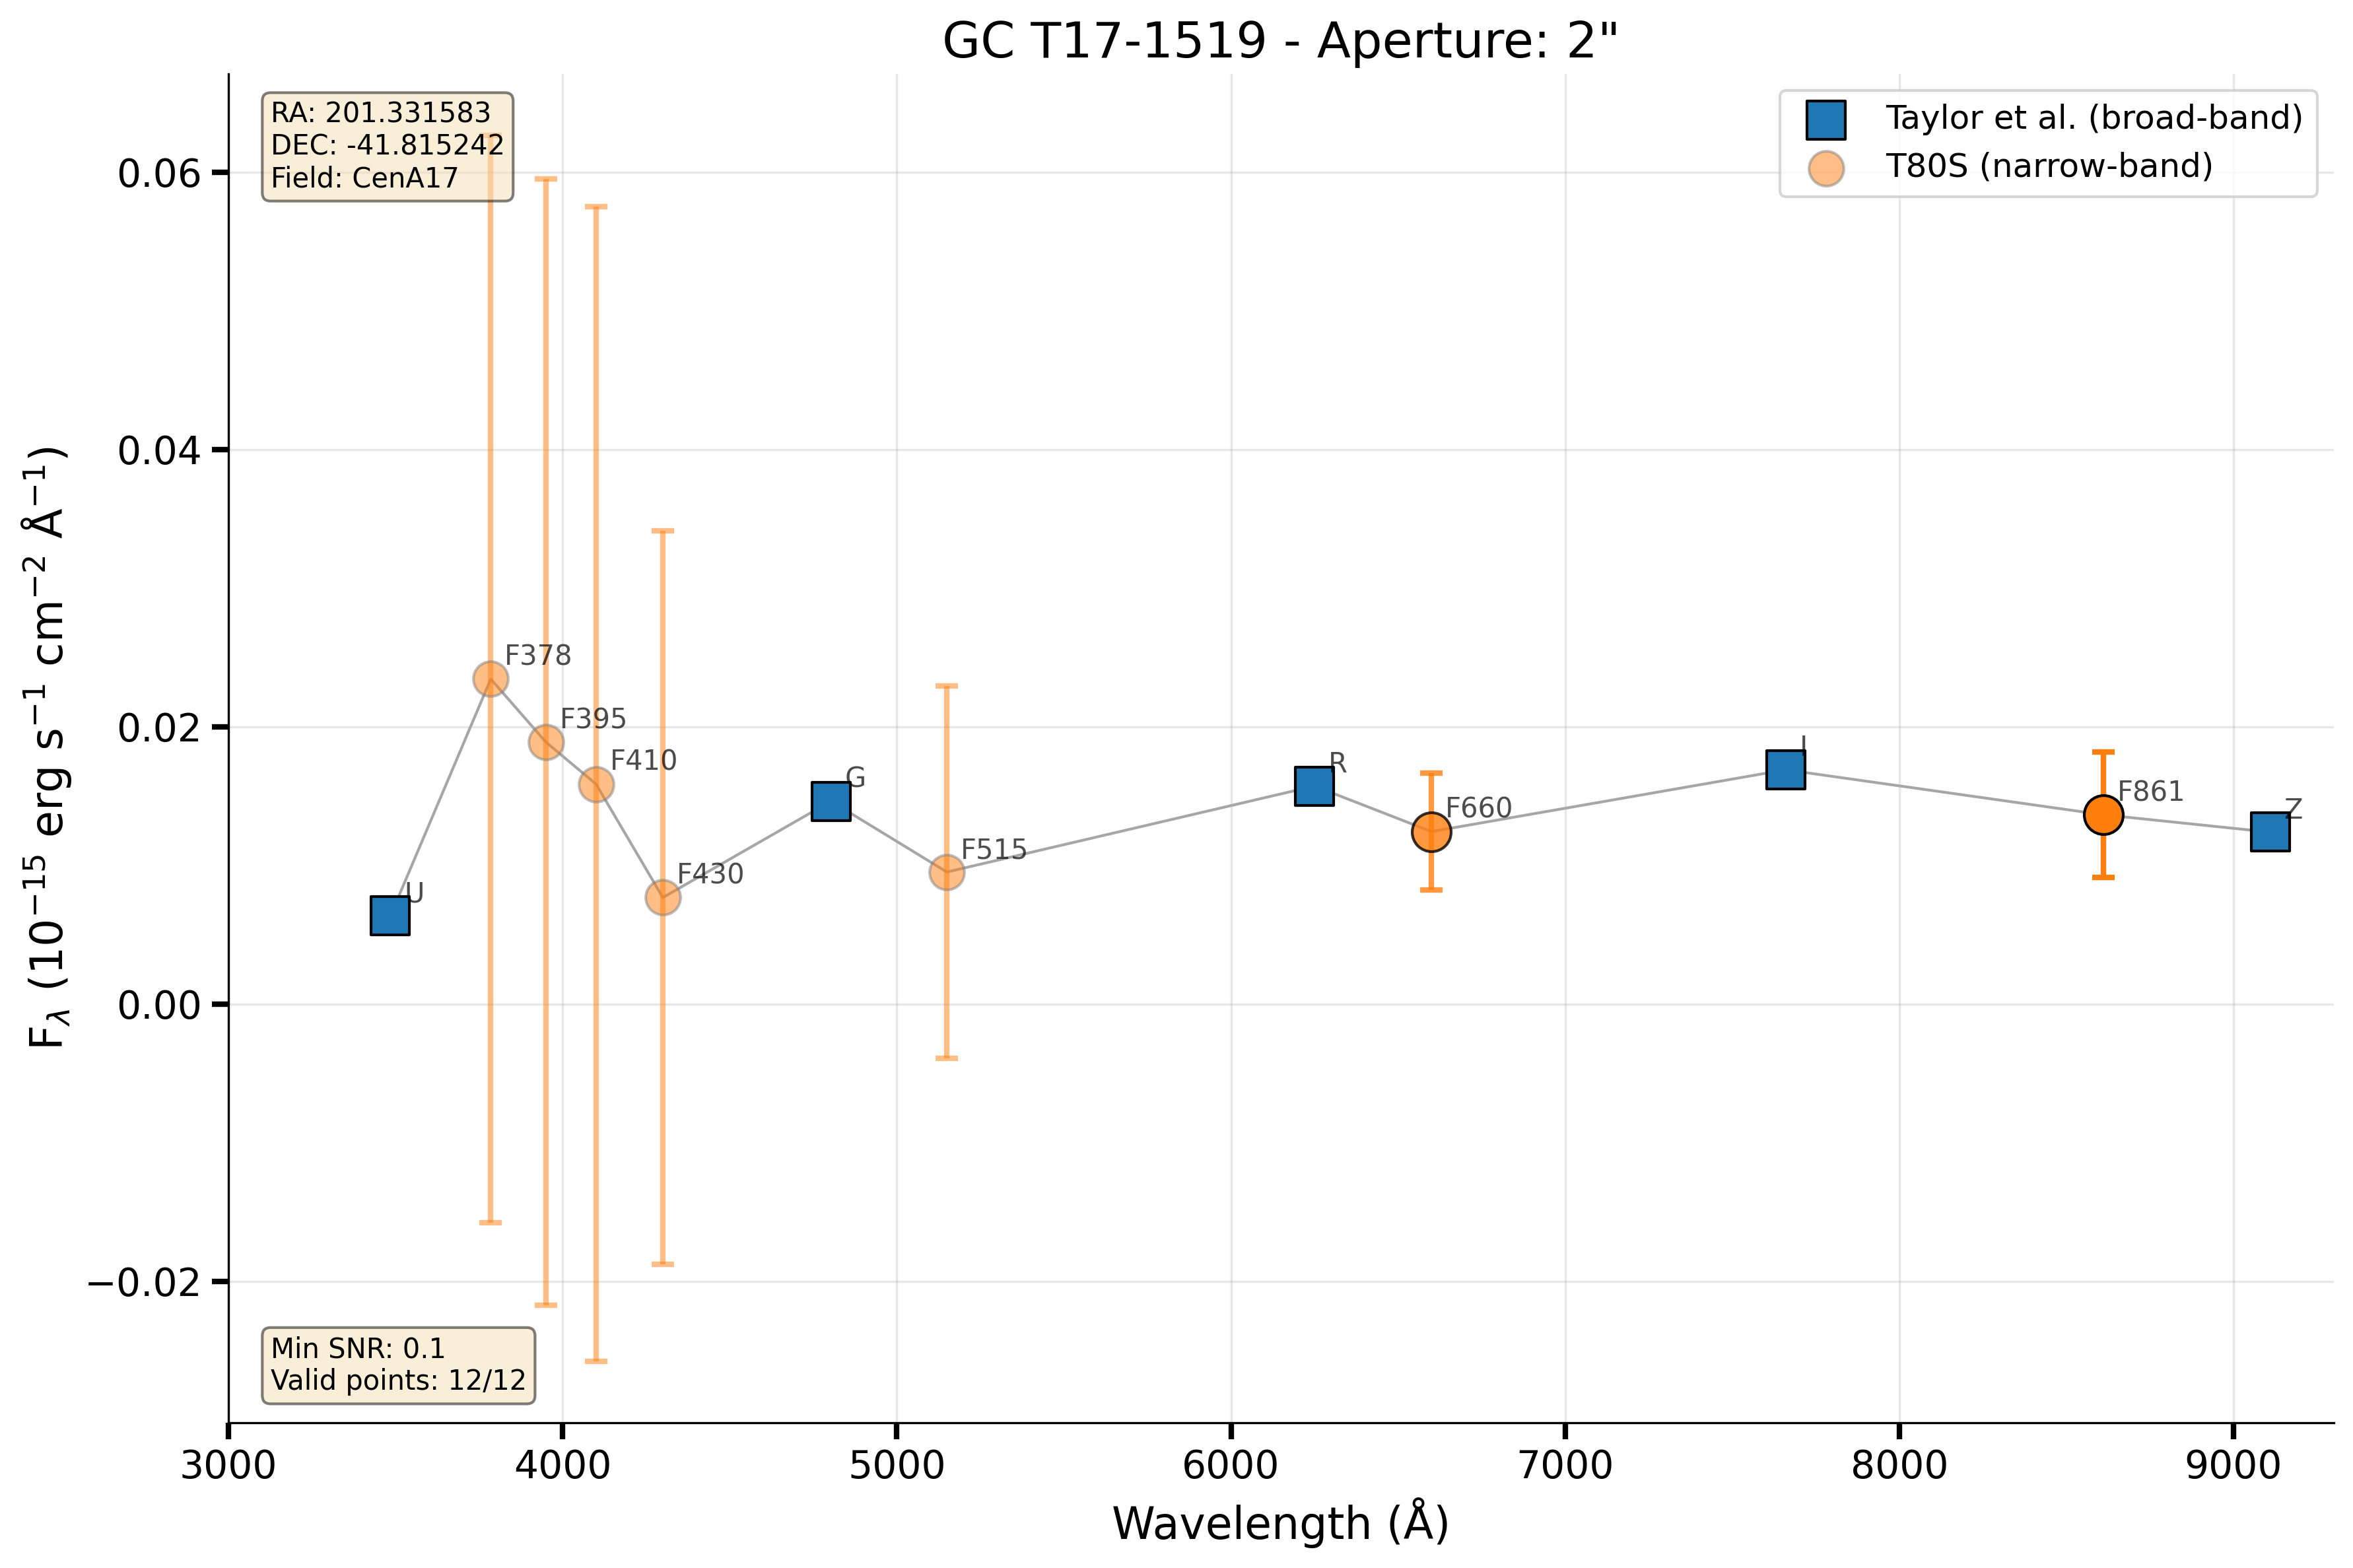 GC T17-1519 - Aperture: 2"
RA: 201.331583
DEC: -41.815242
Field: CenA17
Taylor et al. (broad-band)
T80S (narrow-band)
0.06
0.04
0.02
0.00
−0.02
F_λ (10^−15 erg s^−1 cm^−2 Å^−1)
U
F378
F395
F410
F430
G
F515
R
F660
I
F861
Z
Min SNR: 0.1
Valid points: 12/12
3000 4000 5000 6000 7000 8000 9000
Wavelength (Å)